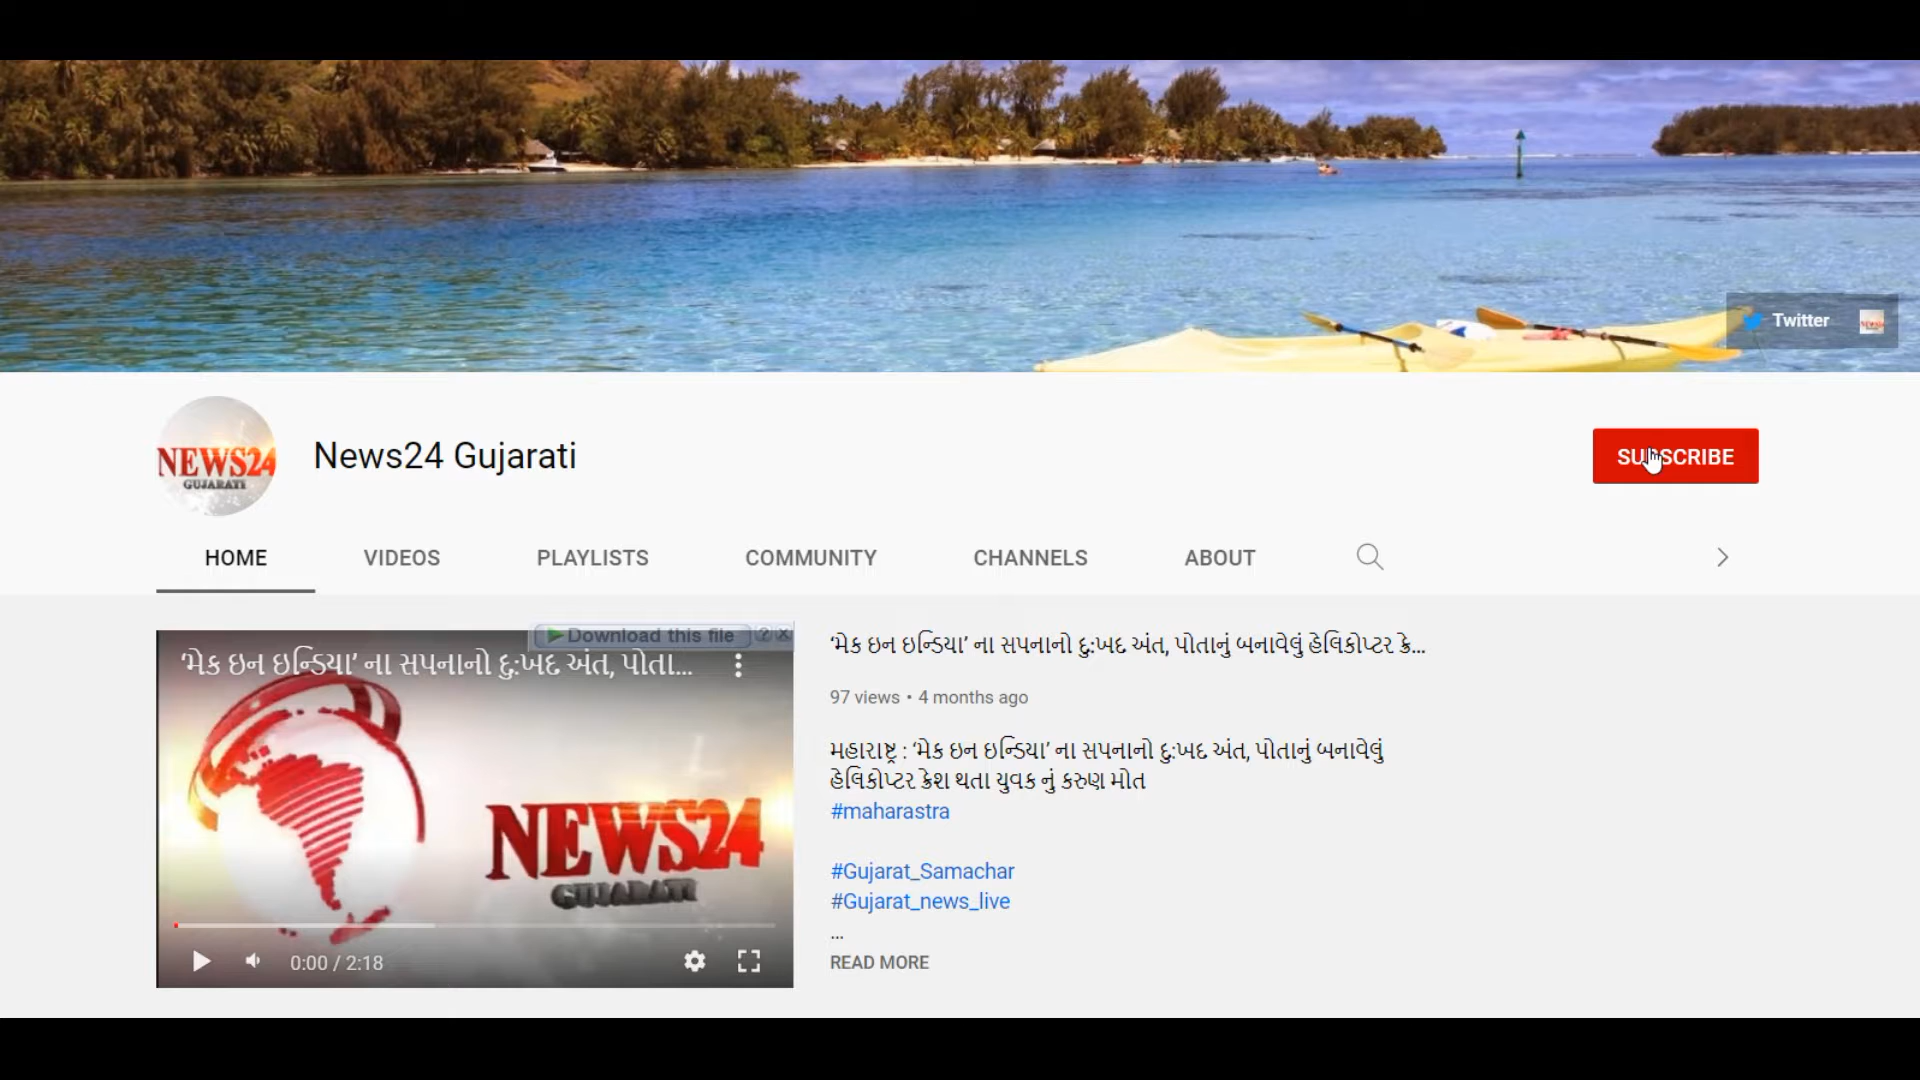 Twitter
NEWS24
GUJARATI
News24 Gujarati
SUBSCRIBE
HOME VIDEOS PLAYLISTS COMMUNITY CHANNELS ABOUT
Download this file ? X
'મેક ઇન ઇન્ડિયા' ના સપનાનો દુ:ખદ અંત, પોતા...
NEWS24
GUJARATI
0:00 / 2:18
'મેક ઇન ઇન્ડિયા' ના સપનાનો દુ:ખદ અંત, પોતાનું બનાવેલું હેલિકોપ્ટર ક્રે...
97 views • 4 months ago
મહારાષ્ટ્ર : 'મેક ઇન ઇન્ડિયા' ના સપનાનો દુ:ખદ અંત, પોતાનું બનાવેલું
હેલિકોપ્ટર ક્રેશ થતા યુવક નું કરુણ મોત
#maharastra
#Gujarat_Samachar
#Gujarat_news_live
...
READ MORE